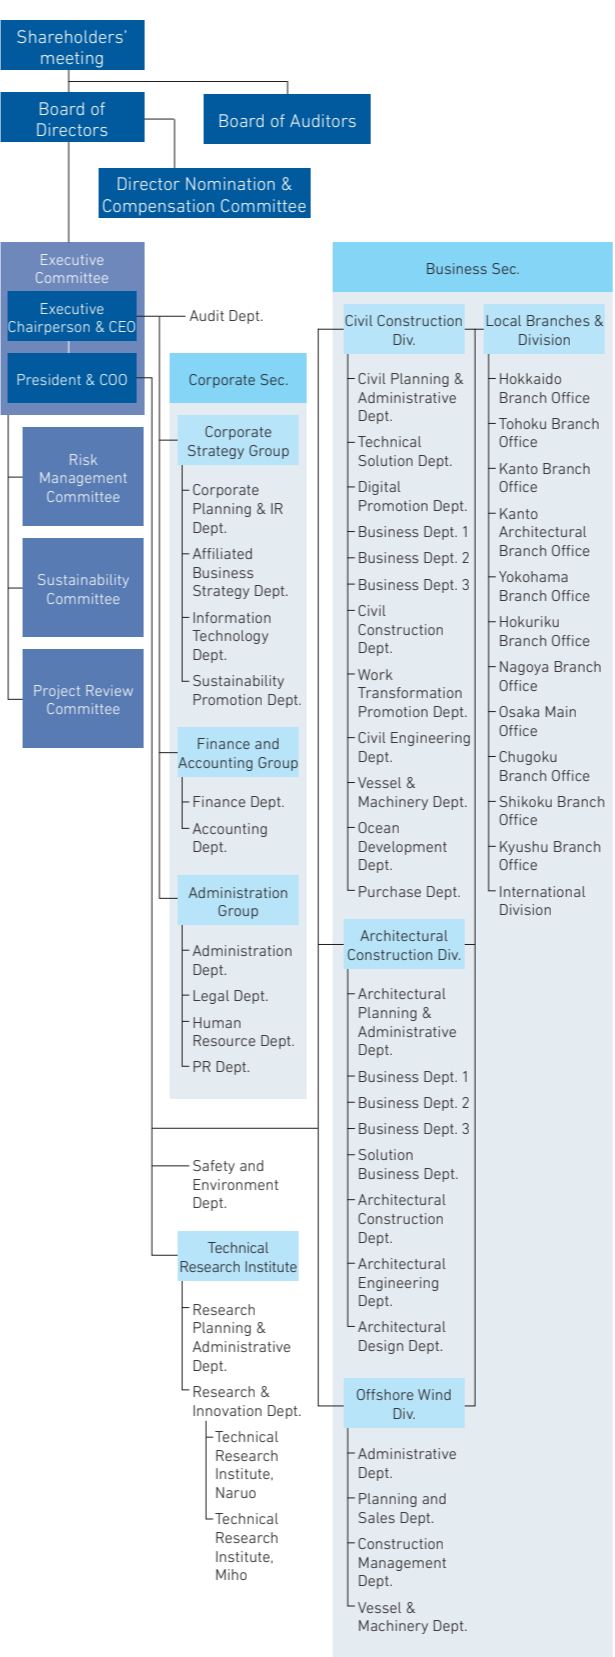 Shareholders'
meeting
Board of
Directors
Board of Auditors
Director Nomination &
Compensation Committee
Executive
Committee
Executive
Chairperson & CEO
President & COO
Risk
Management
Committee
Sustainability
Committee
Project Review
Committee
Audit Dept.
Corporate Sec.
Corporate
Strategy Group
Corporate
Planning & IR
Dept.
Affiliated
Business
Strategy Dept.
Information
Technology
Dept.
Sustainability
Promotion Dept.
Finance and
Accounting Group
Finance Dept.
Accounting
Dept.
Administration
Group
Administration
Dept.
Legal Dept.
Human
Resource Dept.
PR Dept.
Safety and
Environment
Dept.
Technical
Research Institute
Research
Planning &
Administrative
Dept.
Research &
Innovation Dept.
Technical
Research
Institute,
Naruo
Technical
Research
Institute,
Miho
Business Sec.
Civil Construction
Div.
Civil Planning &
Administrative
Dept.
Technical
Solution Dept.
Digital
Promotion Dept.
Business Dept. 1
Business Dept. 2
Business Dept. 3
Civil
Construction
Dept.
Work
Transformation
Promotion Dept.
Civil Engineering
Dept.
Vessel &
Machinery Dept.
Ocean
Development
Dept.
Purchase Dept.
Architectural
Construction Div.
Architectural
Planning &
Administrative
Dept.
Business Dept. 1
Business Dept. 2
Business Dept. 3
Solution
Business Dept.
Architectural
Construction
Dept.
Architectural
Engineering
Dept.
Architectural
Design Dept.
Offshore Wind
Div.
Administrative
Dept.
Planning and
Sales Dept.
Construction
Management
Dept.
Vessel &
Machinery Dept.
Local Branches &
Division
Hokkaido
Branch Office
Tohoku Branch
Office
Kanto Branch
Office
Kanto
Architectural
Branch Office
Yokohama
Branch Office
Hokuriku
Branch Office
Nagoya Branch
Office
Osaka Main
Office
Chugoku
Branch Office
Shikoku Branch
Office
Kyushu Branch
Office
International
Division